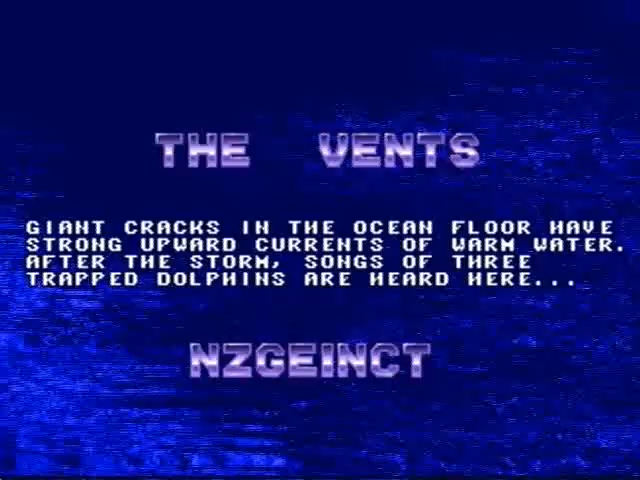 THE VENTS
GIANT CRACKS IN THE OCEAN FLOOR HAVE
STRONG UPWARD CURRENTS OF WARM WATER.
AFTER THE STORM, SONGS OF THREE
TRAPPED DOLPHINS ARE HEARD HERE...
NZGEINCT